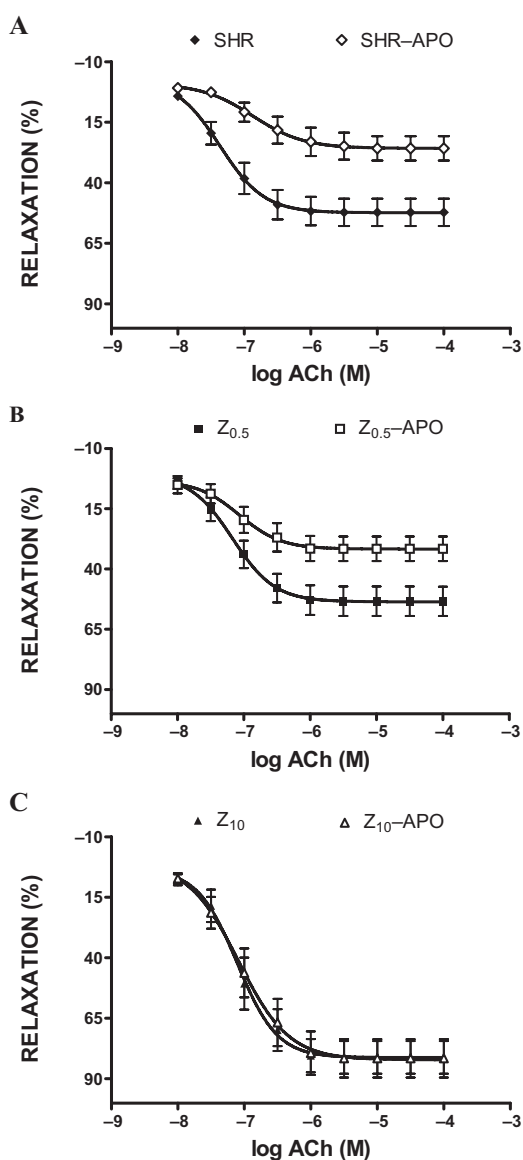 A
SHR
SHR–APO
RELAXATION (%)
–10
15
40
65
90
–9
–8
–7
–6
–5
–4
–3
log ACh (M)
B
Z0.5
Z0.5–APO
RELAXATION (%)
–10
15
40
65
90
–9
–8
–7
–6
–5
–4
–3
log ACh (M)
C
Z10
Z10–APO
RELAXATION (%)
–10
15
40
65
90
–9
–8
–7
–6
–5
–4
–3
log ACh (M)